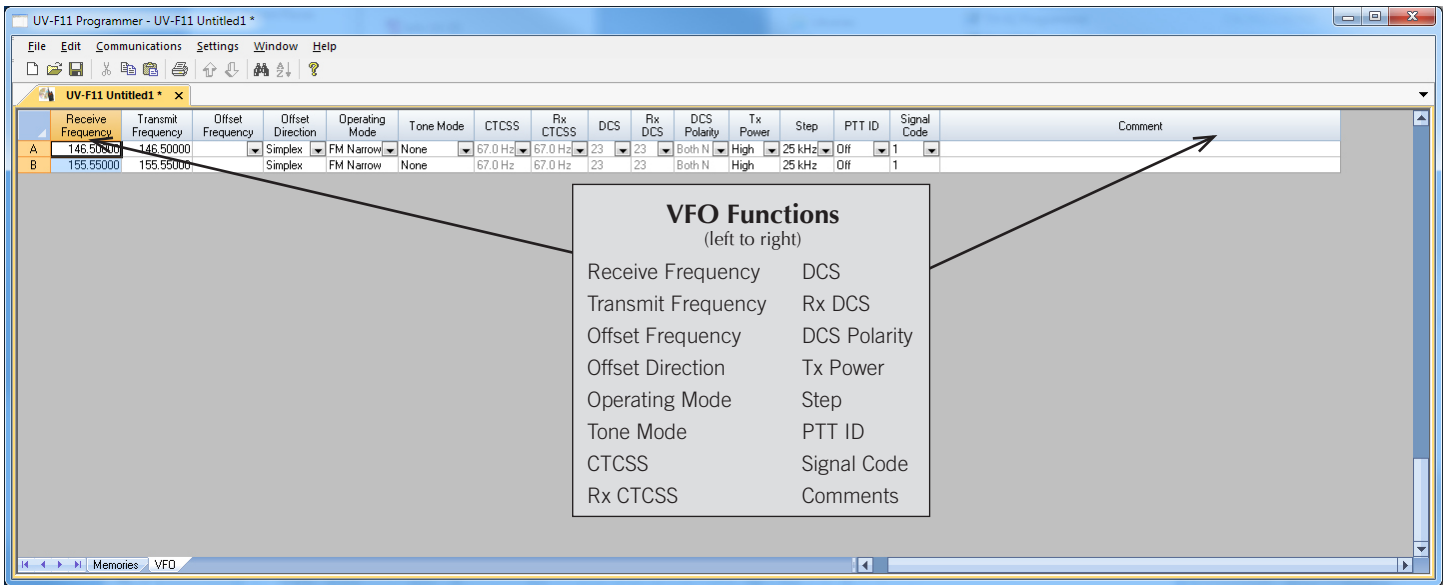 UV-F11 Programmer - UV-F11 Untitled1 *
File Edit Communications Settings Window Help
UV-F11 Untitled1 * x
Receive Frequency Transmit Frequency Offset Frequency Offset Direction Operating Mode Tone Mode CTCSS Rx CTCSS DCS Rx DCS DCS Polarity Tx Power Step PTT ID Signal Code Comment
A 146.50000 146.50000 Simplex FM Narrow None 67.0 Hz 67.0 Hz 23 23 Both N High 25 kHz Off 1
B 155.55000 155.55000 Simplex FM Narrow None 67.0 Hz 67.0 Hz 23 23 Both N High 25 kHz Off 1
VFO Functions
(left to right)
Receive Frequency DCS
Transmit Frequency Rx DCS
Offset Frequency DCS Polarity
Offset Direction Tx Power
Operating Mode Step
Tone Mode PTT ID
CTCSS Signal Code
Rx CTCSS Comments
Memories VFO